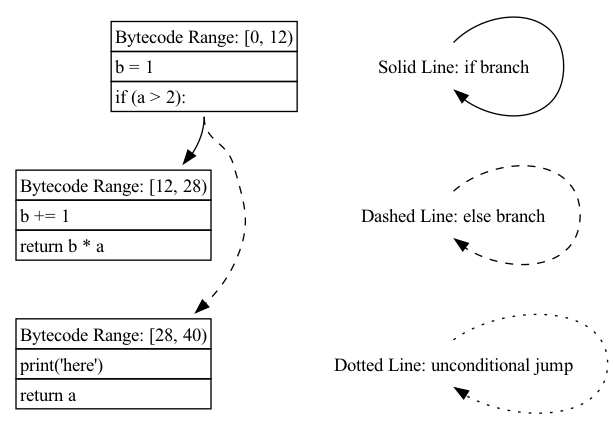 Bytecode Range: [0, 12)
b = 1
if (a > 2):
Solid Line: if branch
Bytecode Range: [12, 28)
b += 1
return b * a
Dashed Line: else branch
Bytecode Range: [28, 40)
print('here')
return a
Dotted Line: unconditional jump